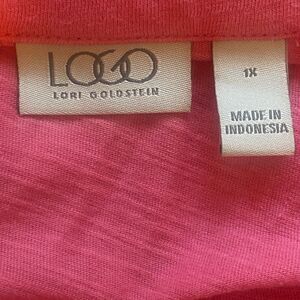 LOGO
LORI GOLDSTEIN
1X
MADE IN
INDONESIA